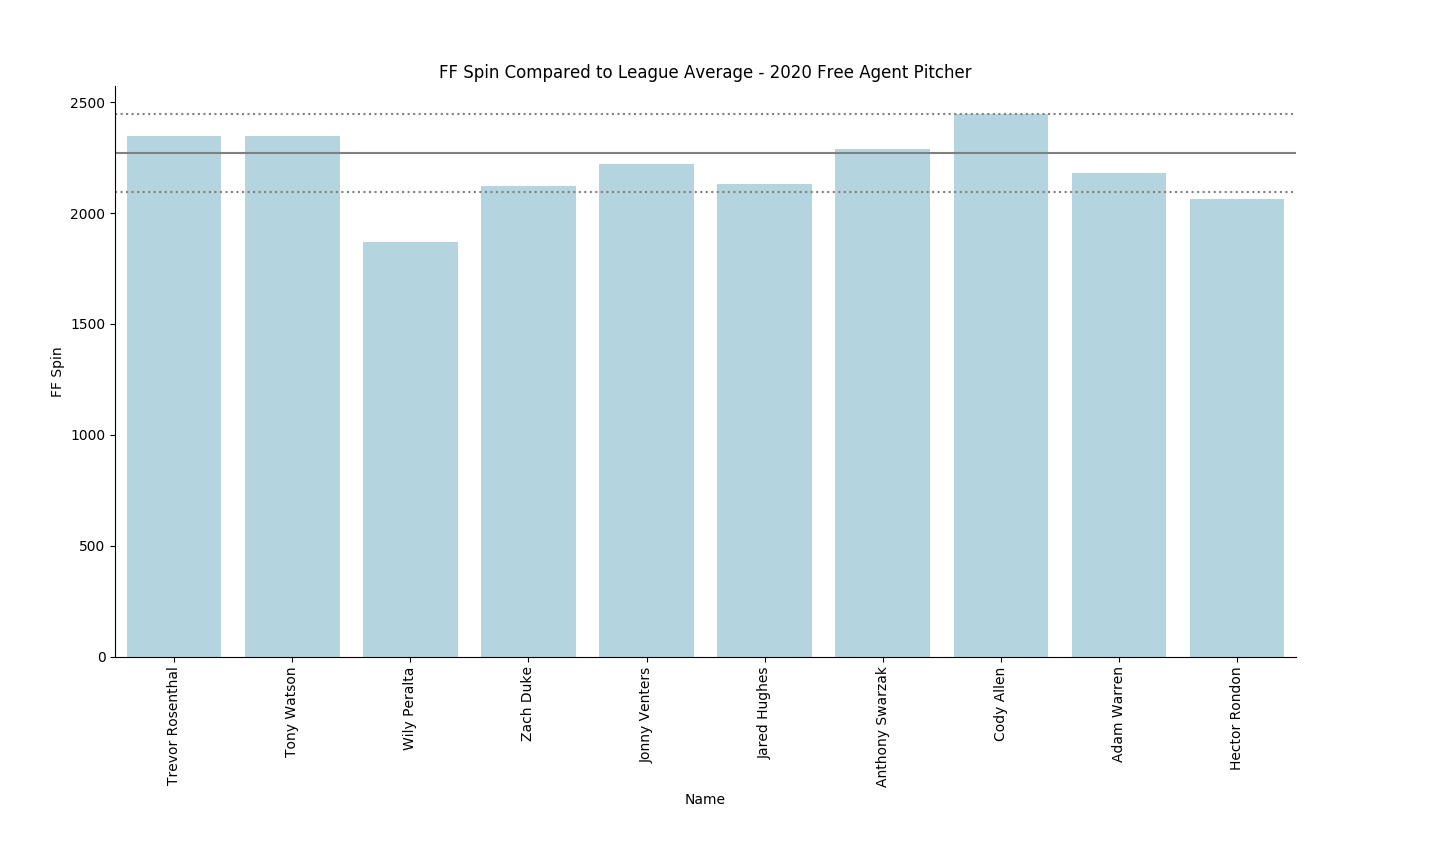 FF Spin Compared to League Average - 2020 Free Agent Pitcher
2500
2000
1500
1000
500
0
FF Spin
Trevor Rosenthal
Tony Watson
Wily Peralta
Zach Duke
Jonny Venters
Jared Hughes
Anthony Swarzak
Cody Allen
Adam Warren
Hector Rondon
Name